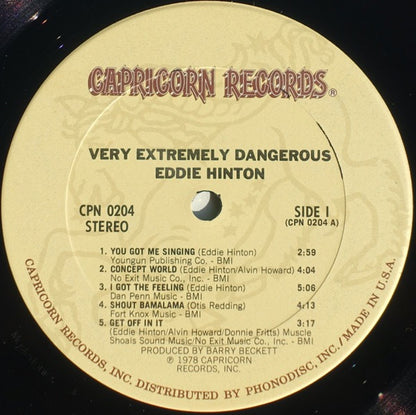 CAPRICORN RECORDS®
VERY EXTREMELY DANGEROUS
EDDIE HINTON
CPN 0204
STEREO
SIDE I
(CPN 0204 A)
1. YOU GOT ME SINGING (Eddie Hinton) 2:59
Youngun Publishing Co. - BMI
2. CONCEPT WORLD (Eddie Hinton/Alvin Howard) 4:04
No Exit Music Co., Inc. - BMI
3. I GOT THE FEELING (Eddie Hinton) 5:06
Dan Penn Music - BMI
4. SHOUT BAMALAMA (Otis Redding) 4:13
Fort Knox Music - BMI
5. GET OFF IN IT 3:17
(Eddie Hinton/Alvin Howard/Donnie Fritts) Muscle
Shoals Sound Music/No Exit Music Co., Inc. - BMI
PRODUCED BY BARRY BECKETT
℗ 1978 CAPRICORN
RECORDS, INC.
CAPRICORN RECORDS, INC. DISTRIBUTED BY PHONODISC, INC./MADE IN U.S.A.